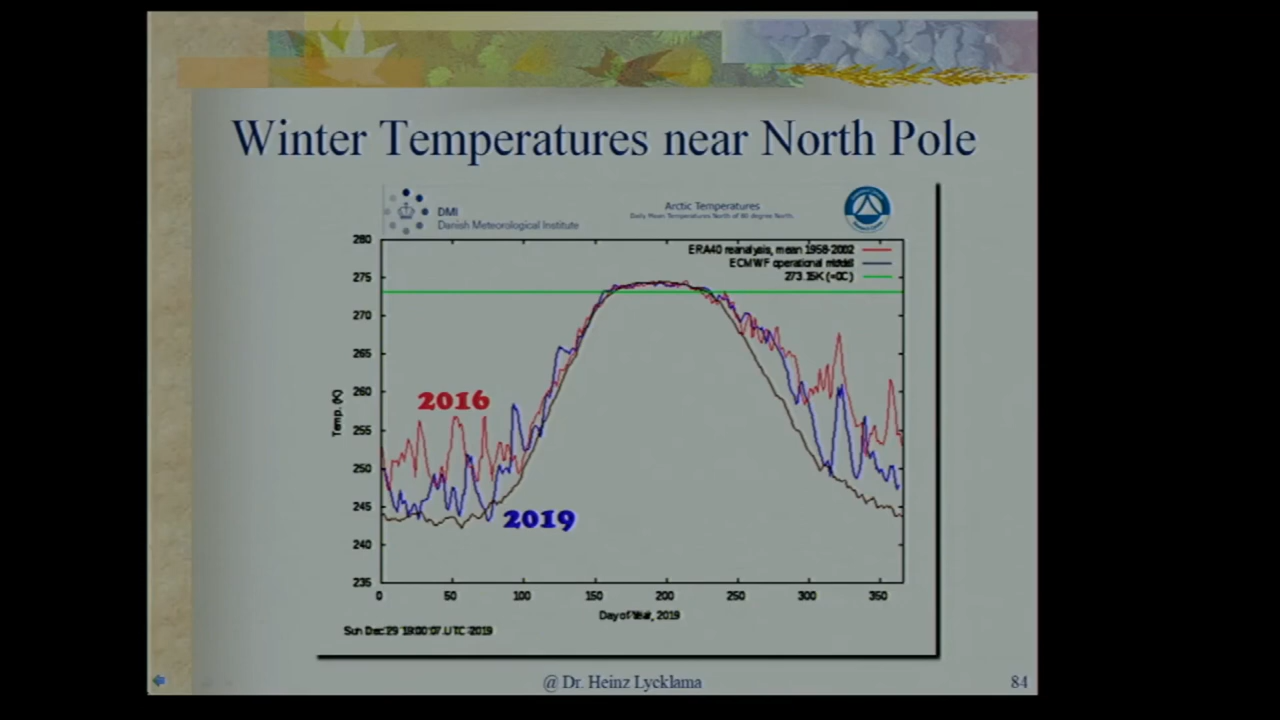 Winter Temperatures near North Pole
DMI
Danish Meteorological Institute
Arctic Temperatures
Daily Mean Temperatures North of 80 degree North
ERA40 reanalysis, mean 1958-2002
ECMWF operational model
273.15K (=0C)
280
275
270
265
260
255
250
245
240
235
Temp. (K)
2016
2019
0 50 100 150 200 250 300 350
Day of Year, 2019
Sun Dec 29 19:00:07 UTC 2019
@ Dr. Heinz Lycklama
84